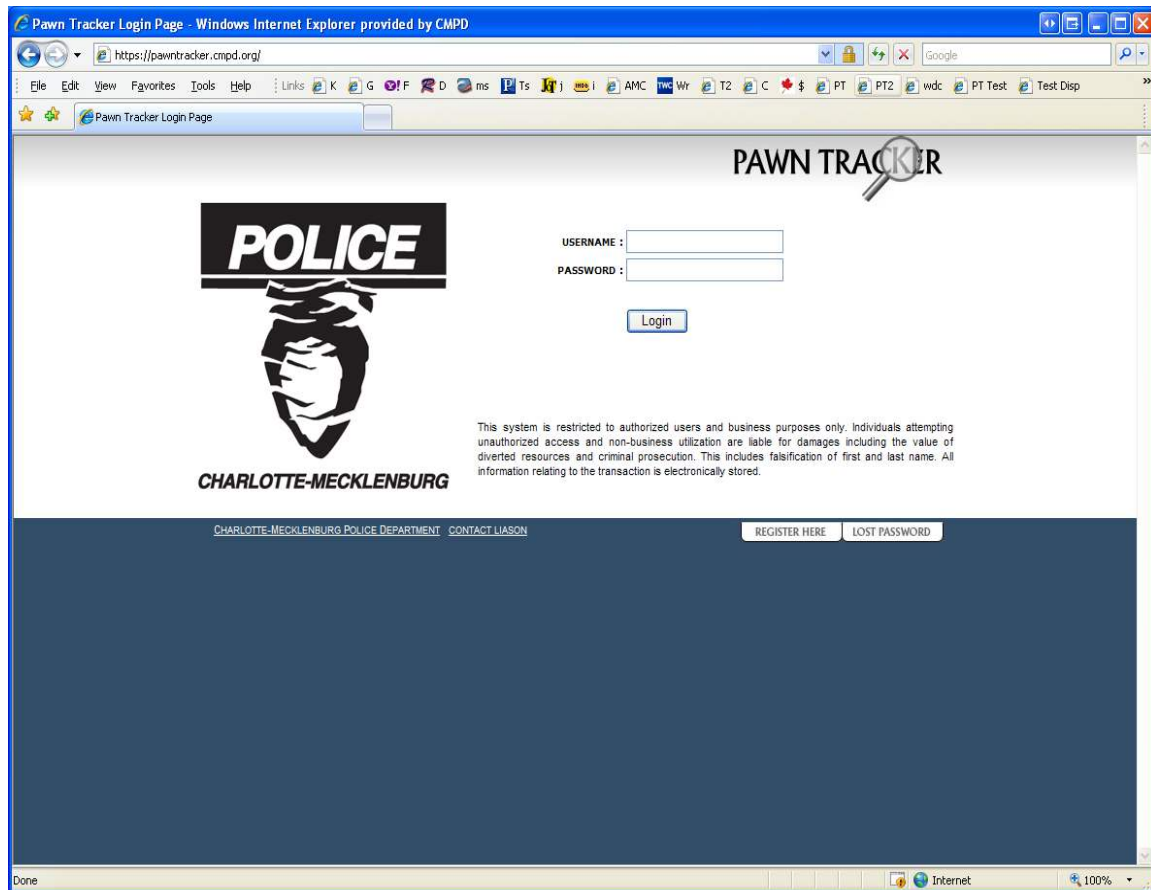 Pawn Tracker Login Page - Windows Internet Explorer provided by CMPD
https://pawntracker.cmpd.org/
Google
File Edit View Favorites Tools Help Links K G F D ms Ts j i AMC Wr T2 C $ PT PT2 wdc PT Test Test Disp »
Pawn Tracker Login Page
PAWN TRACKER
POLICE
USERNAME :
PASSWORD :
Login
This system is restricted to authorized users and business purposes only. Individuals attempting
unauthorized access and non-business utilization are liable for damages including the value of
diverted resources and criminal prosecution. This includes falsification of first and last name. All
information relating to the transaction is electronically stored.
CHARLOTTE-MECKLENBURG
CHARLOTTE-MECKLENBURG POLICE DEPARTMENT CONTACT LIASON REGISTER HERE LOST PASSWORD
Done Internet 100%